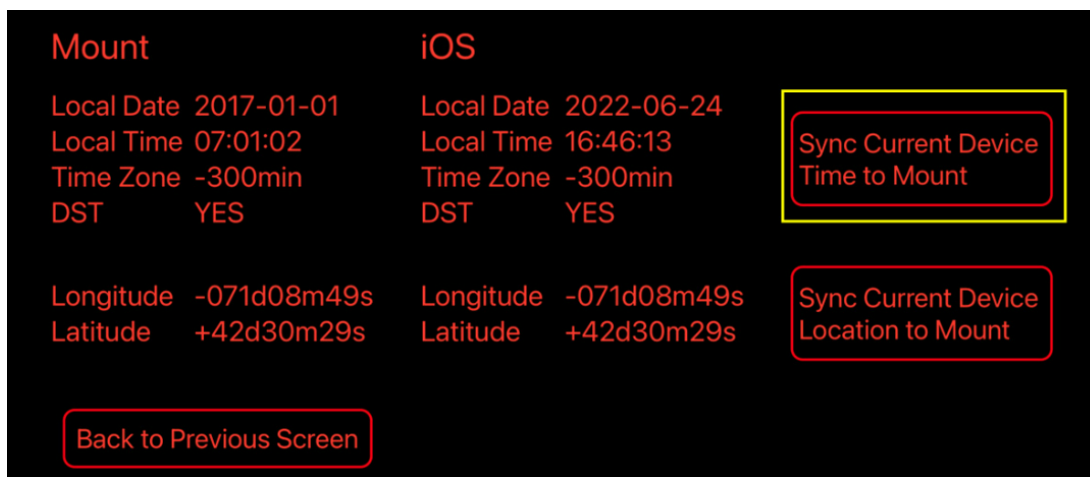 Mount iOS
Local Date 2017-01-01 Local Date 2022-06-24
Local Time 07:01:02 Local Time 16:46:13 Sync Current Device
Time Zone -300min Time Zone -300min Time to Mount
DST YES DST YES
Longitude -071d08m49s Longitude -071d08m49s Sync Current Device
Latitude +42d30m29s Latitude +42d30m29s Location to Mount
Back to Previous Screen